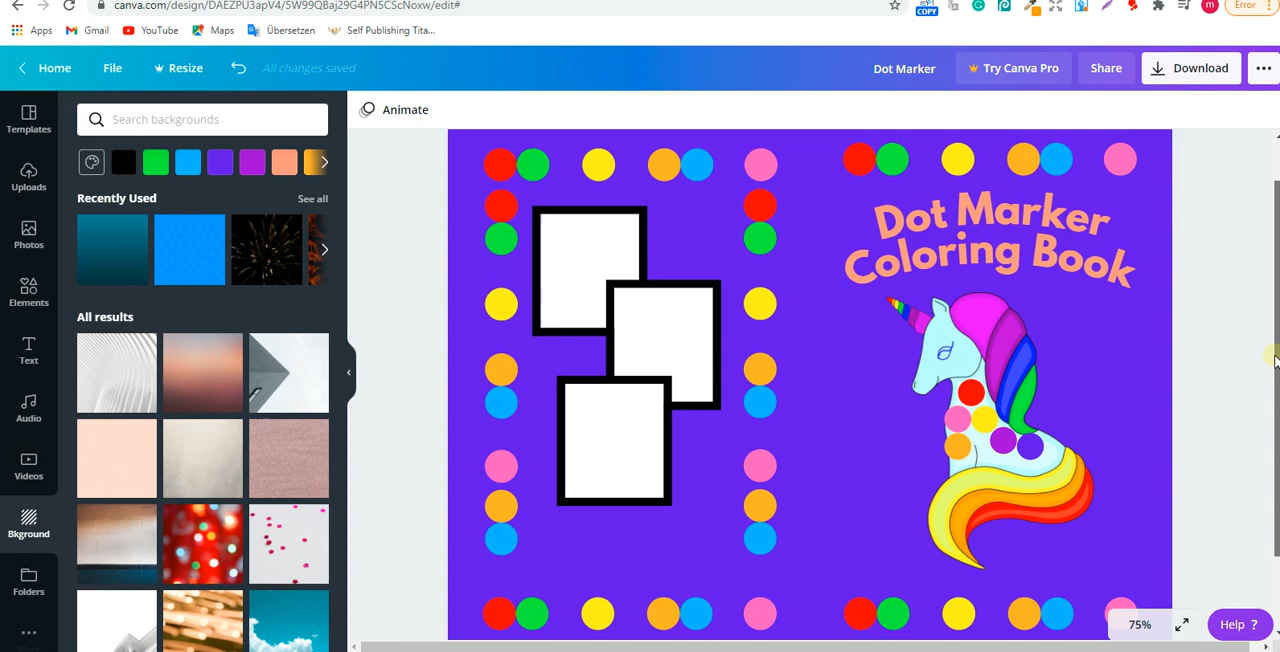 canva.com/design/DAEZPU3apV4/5W99QBaj29G4PN5CScNoxw/edit#
COPY
m
Error
Apps
Gmail
YouTube
Maps
Übersetzen
Self Publishing Tita...
Home
File
Resize
All changes saved
Dot Marker
Try Canva Pro
Share
Download
Templates
Uploads
Photos
Elements
Text
Audio
Videos
Bkground
Folders
Search backgrounds
Recently Used
See all
All results
Animate
Dot Marker
Coloring Book
75%
Help ?